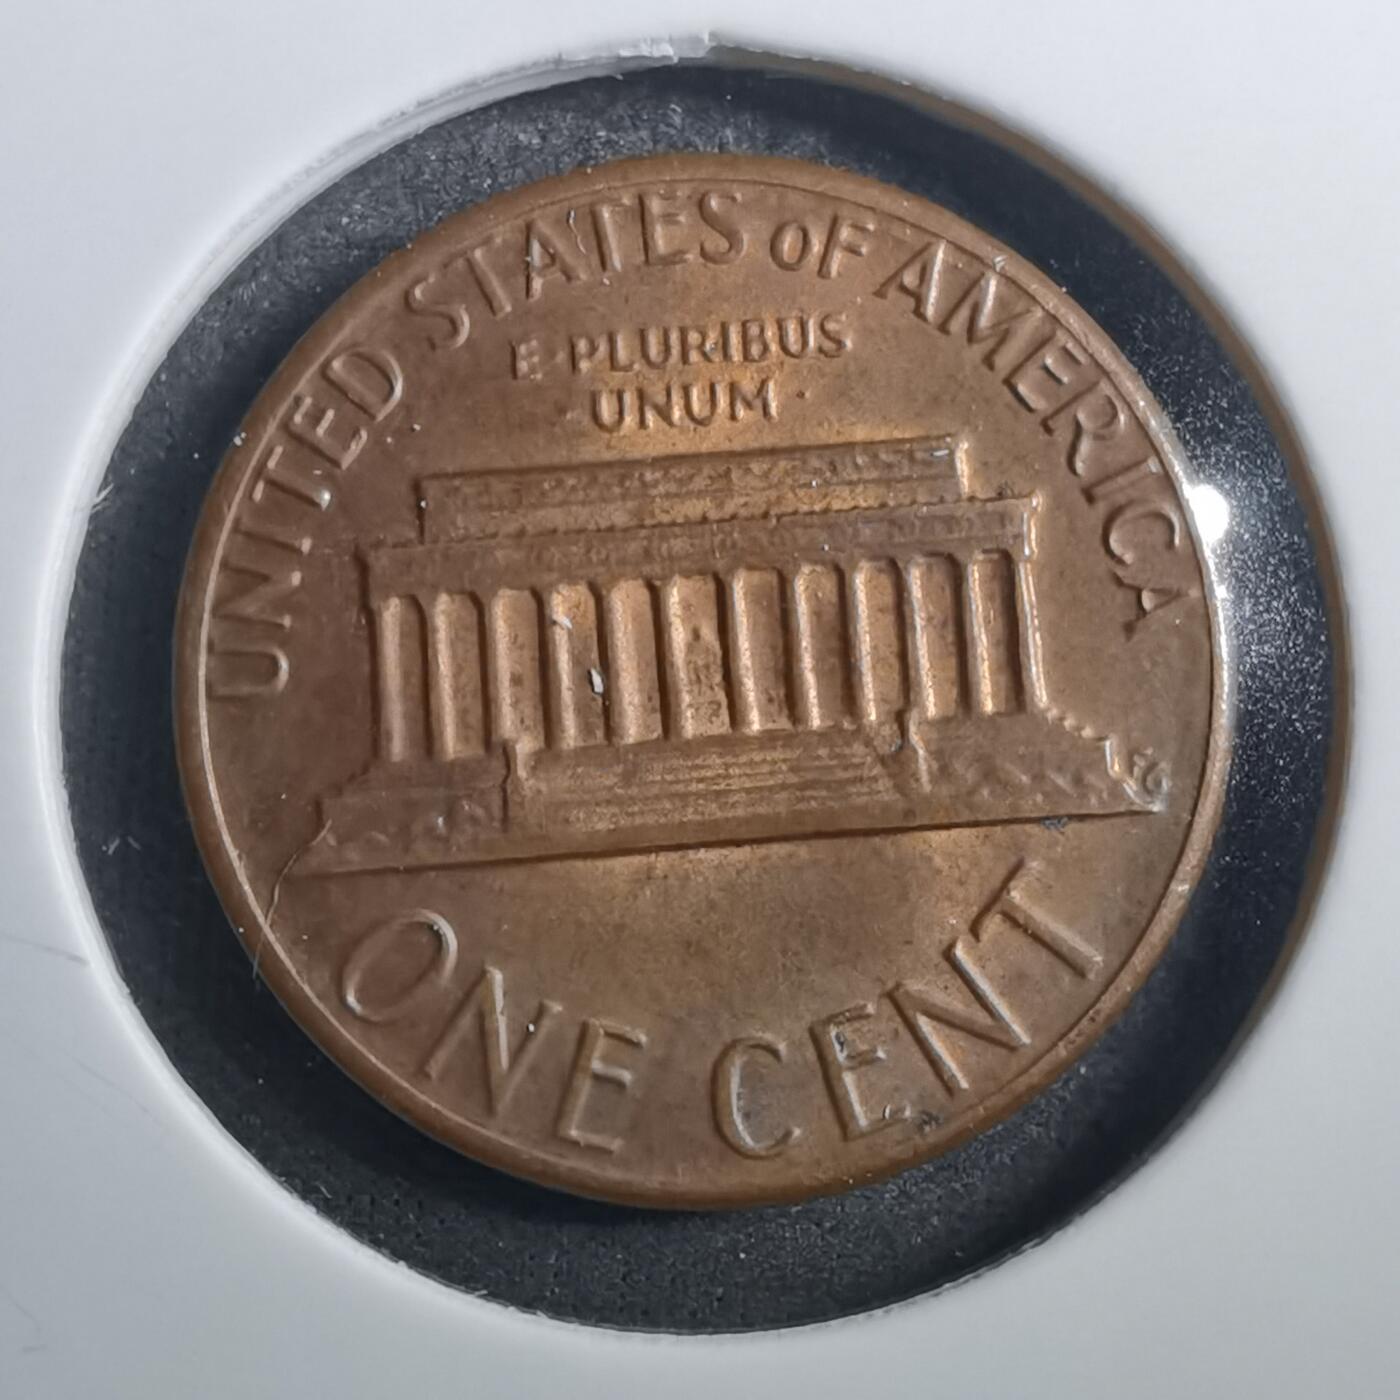 UNITED STATES oF AMERICA
E · PLURIBUS
· UNUM ·
ONE CENT